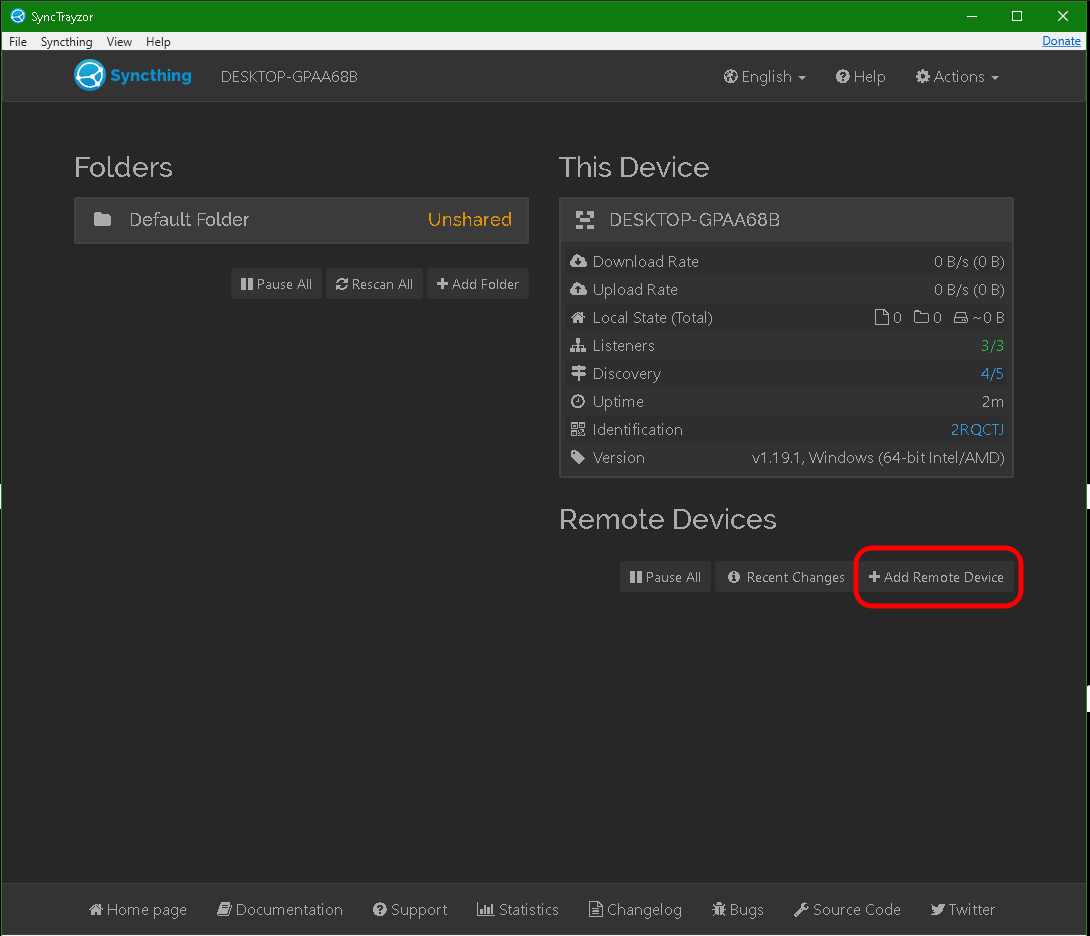 SyncTrayzor
File Syncthing View Help Donate
Syncthing DESKTOP-GPAA68B English Help Actions
Folders
Default Folder Unshared
Pause All Rescan All Add Folder
This Device
DESKTOP-GPAA68B
Download Rate 0 B/s (0 B)
Upload Rate 0 B/s (0 B)
Local State (Total) 0 0 ~0 B
Listeners 3/3
Discovery 4/5
Uptime 2m
Identification 2RQCTJ
Version v1.19.1, Windows (64-bit Intel/AMD)
Remote Devices
Pause All Recent Changes Add Remote Device
Home page Documentation Support Statistics Changelog Bugs Source Code Twitter